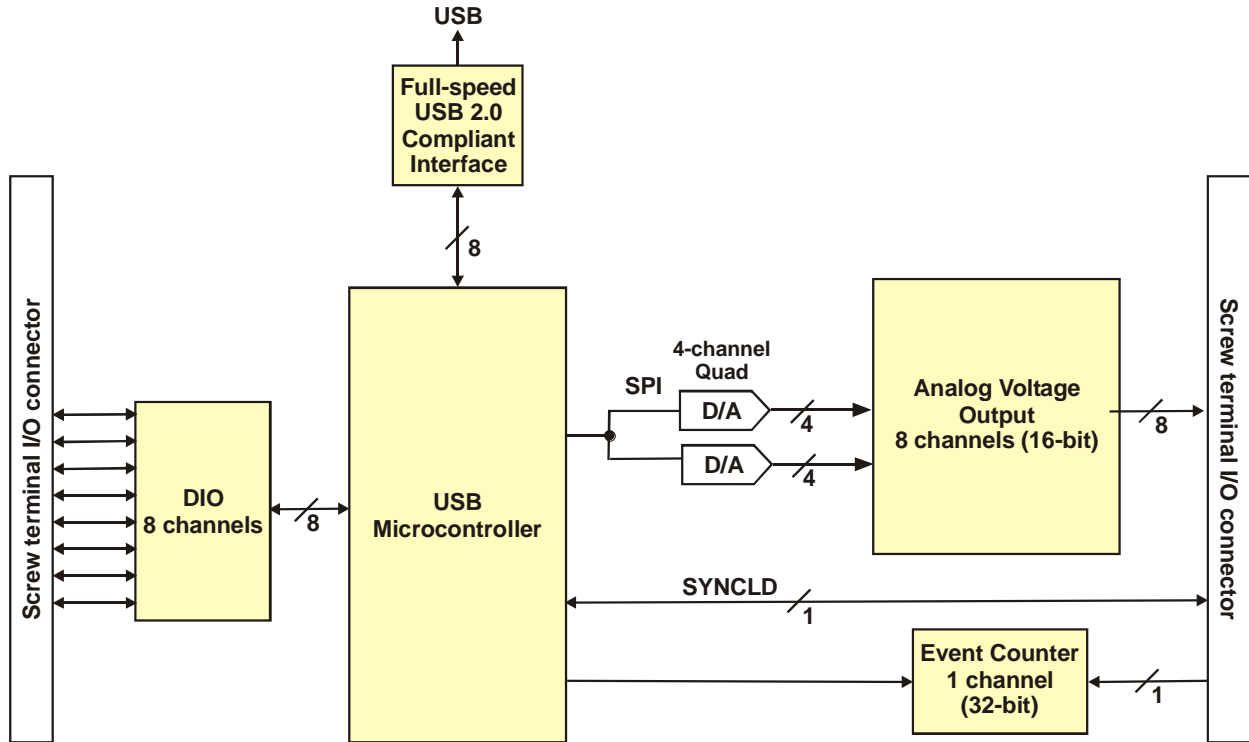 USB
Full-speed
USB 2.0
Compliant
Interface
8
Screw terminal I/O connector
DIO
8 channels
8
USB
Microcontroller
SPI
4-channel
Quad
D/A
4
D/A
4
Analog Voltage
Output
8 channels (16-bit)
8
SYNCLD
1
Event Counter
1 channel
(32-bit)
1
Screw terminal I/O connector